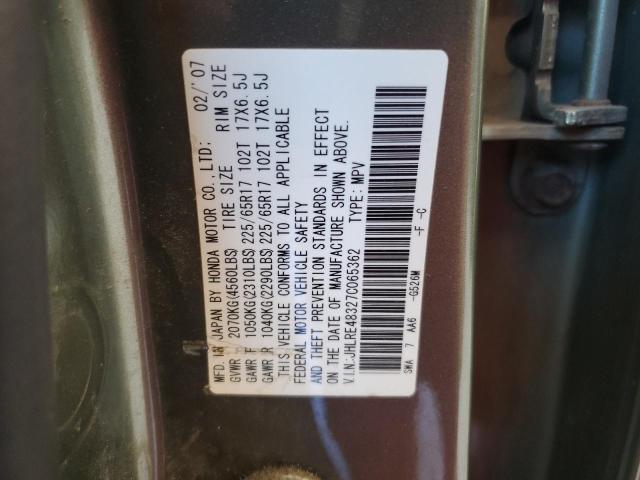 MFD. IN JAPAN BY HONDA MOTOR CO.,LTD: 02/'07
GVWR 2070KG(4560LBS) TIRE SIZE RIM SIZE
GAWR F 1050KG(2310LBS) 225/65R17 102T 17X6.5J
GAWR R 1040KG(2290LBS) 225/65R17 102T 17X6.5J
THIS VEHICLE CONFORMS TO ALL APPLICABLE
FEDERAL MOTOR VEHICLE SAFETY
AND THEFT PREVENTION STANDARDS IN EFFECT
ON THE DATE OF MANUFACTURE SHOWN ABOVE.
V.I.N.:JHLRE48327C065362 TYPE: MPV
SWA 7 AA6 -G526M -F -C